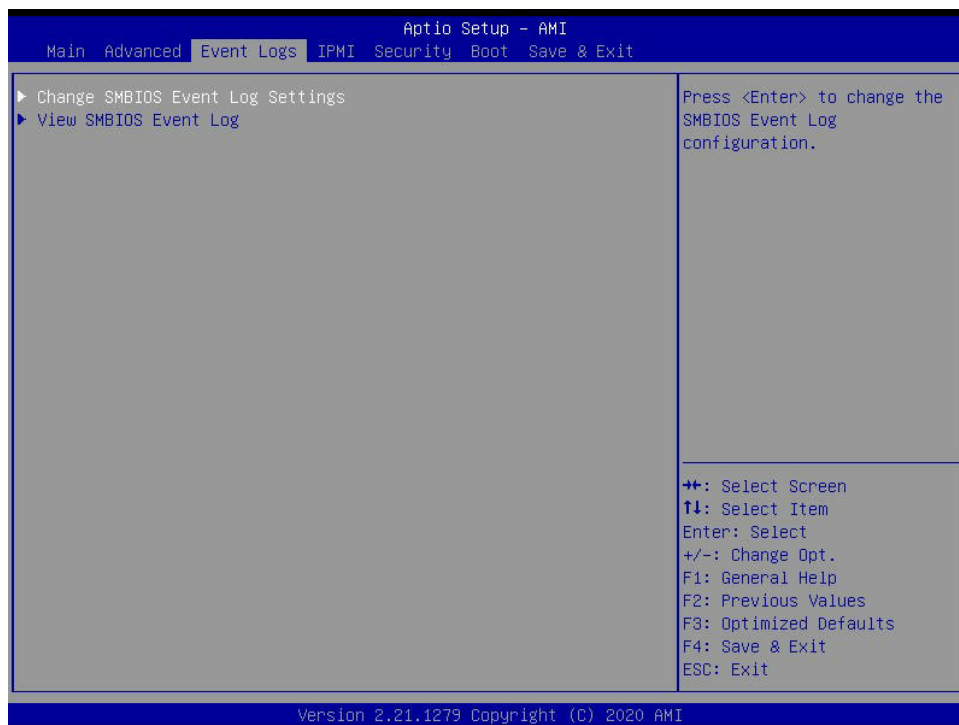 Aptio Setup – AMI
Main Advanced Event Logs IPMI Security Boot Save & Exit
▶ Change SMBIOS Event Log Settings
▶ View SMBIOS Event Log
Press <Enter> to change the
SMBIOS Event Log
configuration.
→←: Select Screen
↑↓: Select Item
Enter: Select
+/-: Change Opt.
F1: General Help
F2: Previous Values
F3: Optimized Defaults
F4: Save & Exit
ESC: Exit
Version 2.21.1279 Copyright (C) 2020 AMI